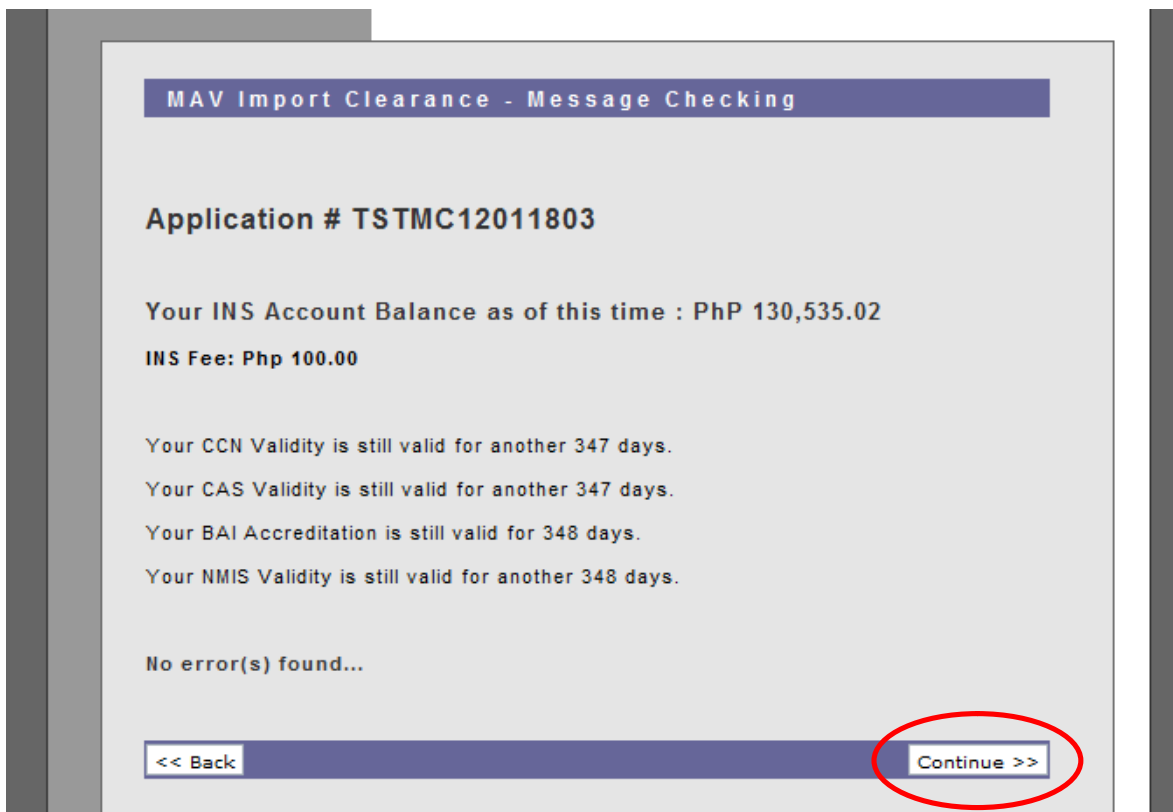 MAV Import Clearance - Message Checking
Application # TSTMC12011803
Your INS Account Balance as of this time : PhP 130,535.02
INS Fee: Php 100.00
Your CCN Validity is still valid for another 347 days.
Your CAS Validity is still valid for another 347 days.
Your BAI Accreditation is still valid for 348 days.
Your NMIS Validity is still valid for another 348 days.
No error(s) found...
<< Back
Continue >>